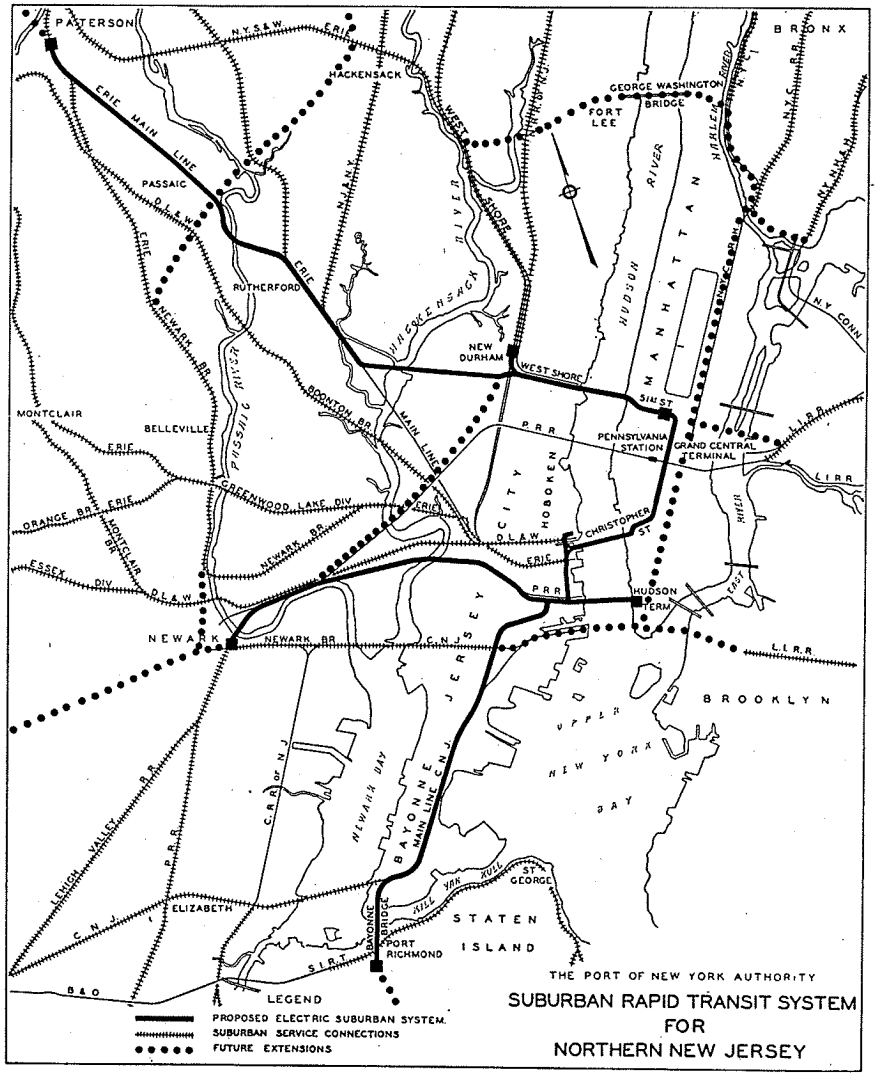 PATTERSON
N.Y.S & W
ERIE
HACKENSACK
BRONX
N.Y.C.
N.Y.C. R.R.
HARLEM
RIVER
N.Y. N.H.& H
GEORGE WASHINGTON
BRIDGE
FORT
LEE
WEST
SHORE
ERIE MAIN LINE
PASSAIC
D.L.& W
N.J.& N.Y.
RIVER
HACKENSACK
HUDSON
RIVER
MANHATTAN
N.Y.C. R.R.
ERIE
NEWARK
BR
RUTHERFORD
ERIE
N.Y. CONN
NEW
DURHAM
WEST SHORE
51st ST
PASSAIC RIVER
BOONTON BR
MAIN LINE
MONTCLAIR
BELLEVILLE
ERIE
P.R.R
PENNSYLVANIA
STATION
GRAND CENTRAL
TERMINAL
L.I.R.R.
L.I.R.R.
ORANGE BR
ERIE
GREENWOOD LAKE DIV
ERIE
CITY
HOBOKEN
CHRISTOPHER
ST
MONTCLAIR
BR
NEWARK BR
D.L.& W
ERIE
ESSEX
DIV
D.L.& W
P.R.R
HUDSON
TERM
EAST
RIVER
NEWARK
NEWARK BR
C.N.J.
JERSEY
L.I.R.R.
BROOKLYN
UPPER
NEW YORK
BAY
LEHIGH VALLEY R.R.
P.R.R.
C.R.R. OF N.J.
NEWARK BAY
BAYONNE
MAIN LINE C.N.J.
C.N.J.
ELIZABETH
KILL VAN KULL
ST
GEORGE
BAYONNE
BRIDGE
STATEN
ISLAND
PORT
RICHMOND
S.I.R.T.
B & O
THE PORT OF NEW YORK AUTHORITY
SUBURBAN RAPID TRANSIT SYSTEM
FOR
NORTHERN NEW JERSEY
LEGEND
PROPOSED ELECTRIC SUBURBAN SYSTEM.
SUBURBAN SERVICE CONNECTIONS
FUTURE EXTENSIONS